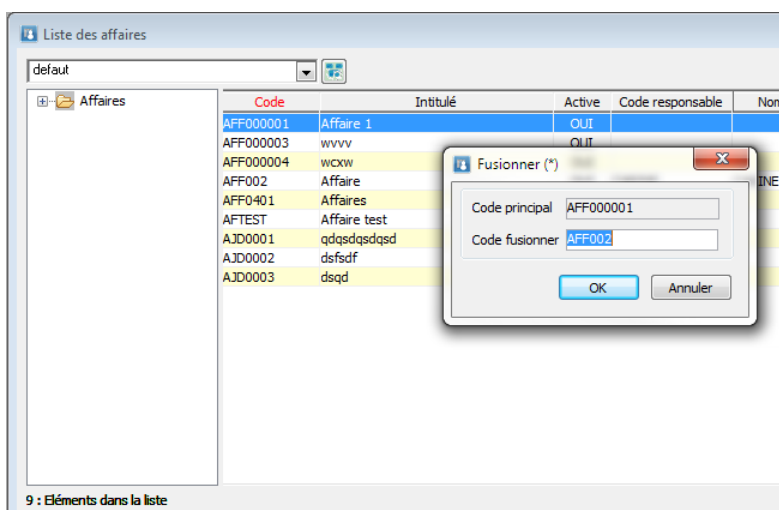 Liste des affaires
defaut
Affaires
Code Intitulé Active Code responsable Nom
AFF000001 Affaire 1 OUI
AFF000003 wvvv OUI
AFF000004 wcxw
AFF002 Affaire INE
AFF0401 Affaires
AFTEST Affaire test
AJD0001 qdqsdqsdqsd
AJD0002 dsfsdf
AJD0003 dsqd
Fusionner (*)
Code principal AFF000001
Code fusionner AFF002
OK Annuler
9 : Eléments dans la liste